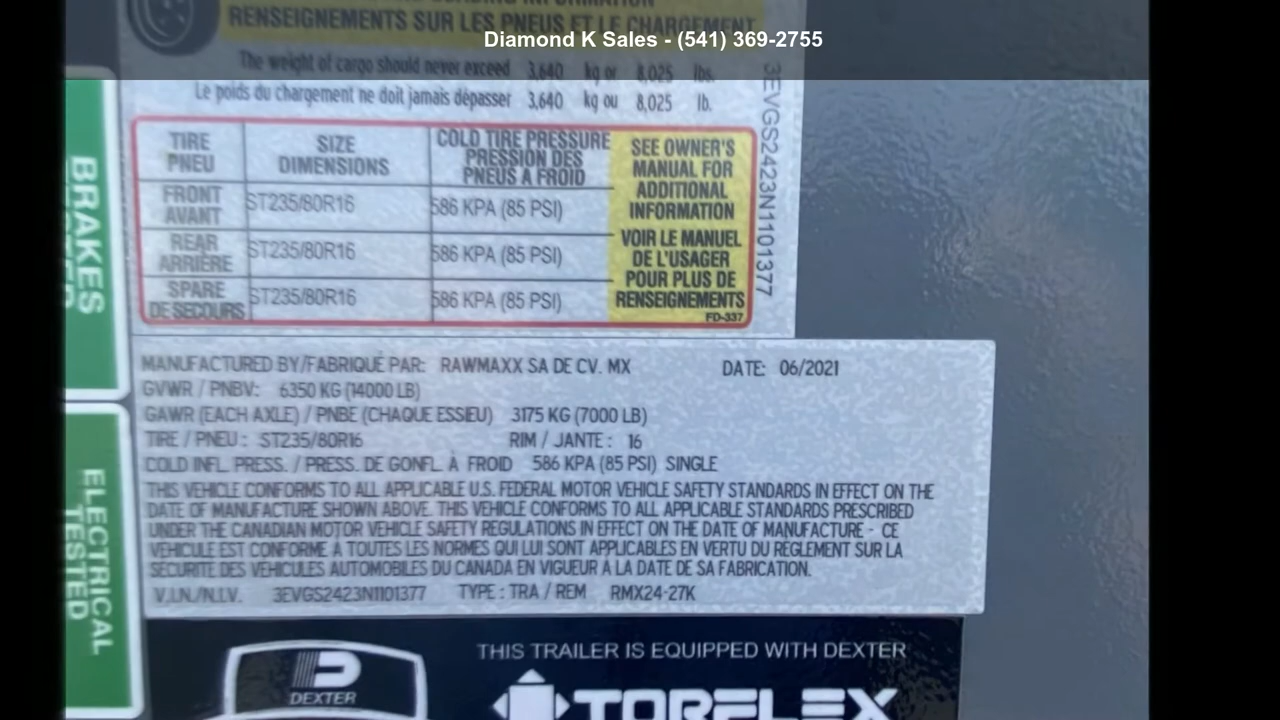 RENSEIGNEMENTS SUR LES PNEUS ET LE CHARGEMENT
Diamond K Sales - (541) 369-2755
The weight of cargo should never exceed 3,640 kg or 8,025 lbs.
Le poids du chargement ne doit jamais dépasser 3,640 kg ou 8,025 lb.
TIRE
PNEU
SIZE
DIMENSIONS
COLD TIRE PRESSURE
PRESSION DES
PNEUS A FROID
SEE OWNER'S
MANUAL FOR
ADDITIONAL
INFORMATION
VOIR LE MANUEL
DE L'USAGER
POUR PLUS DE
RENSEIGNEMENTS
FD-337
FRONT
AVANT
ST235/80R16
586 KPA (85 PSI)
REAR
ARRIÈRE
ST235/80R16
586 KPA (85 PSI)
SPARE
DE SECOURS
ST235/80R16
586 KPA (85 PSI)
3EVGS2423N1101377
BRAKES
TESTED
ELECTRICAL
TESTED
MANUFACTURED BY/FABRIQUÉ PAR: RAWMAXX SA DE CV. MX DATE: 06/2021
GVWR / PNBV: 6350 KG (14000 LB)
GAWR (EACH AXLE) / PNBE (CHAQUE ESSIEU) 3175 KG (7000 LB)
TIRE / PNEU : ST235/80R16 RIM / JANTE : 16
COLD INFL. PRESS. / PRESS. DE GONFL. À FROID 586 KPA (85 PSI) SINGLE
THIS VEHICLE CONFORMS TO ALL APPLICABLE U.S. FEDERAL MOTOR VEHICLE SAFETY STANDARDS IN EFFECT ON THE
DATE OF MANUFACTURE SHOWN ABOVE. THIS VEHICLE CONFORMS TO ALL APPLICABLE STANDARDS PRESCRIBED
UNDER THE CANADIAN MOTOR VEHICLE SAFETY REGULATIONS IN EFFECT ON THE DATE OF MANUFACTURE - CE
VÉHICULE EST CONFORME À TOUTES LES NORMES QUI LUI SONT APPLICABLES EN VERTU DU RÈGLEMENT SUR LA
SÉCURITÉ DES VÉHICULES AUTOMOBILES DU CANADA EN VIGUEUR À LA DATE DE SA FABRICATION.
V.I.N./N.I.V. 3EVGS2423N1101377 TYPE : TRA / REM RMX24-27K
THIS TRAILER IS EQUIPPED WITH DEXTER
DEXTER
TORFLEX